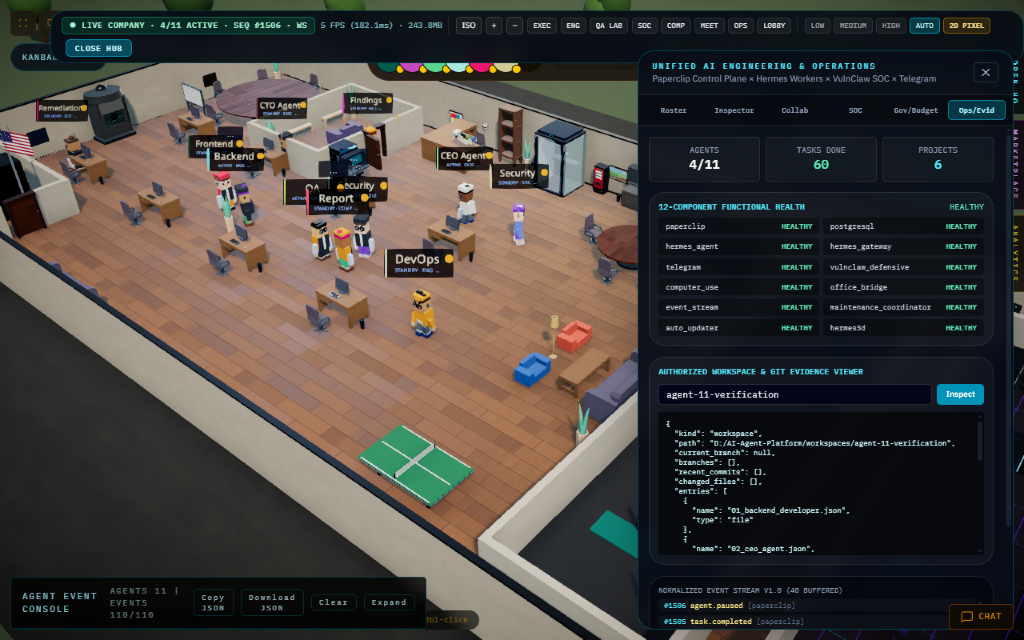 LIVE COMPANY · 4/11 ACTIVE · SEQ #1506 · WS
5 FPS (182.1ms) · 243.8MB
ISO + − EXEC ENG QA LAB SOC COMP MEET OPS LOBBY LOW MEDIUM HIGH AUTO 2D PIXEL
CLOSE HUB
UNIFIED AI ENGINEERING & OPERATIONS
Paperclip Control Plane × Hermes Workers × VulnClaw SOC × Telegram
Roster Inspector Collab SOC Gov/Budget Ops/Evid
AGENTS TASKS DONE PROJECTS
4/11 60 6
12-COMPONENT FUNCTIONAL HEALTH HEALTHY
paperclip HEALTHY postgresql HEALTHY
hermes_agent HEALTHY hermes_gateway HEALTHY
telegram HEALTHY vulnclaw_defensive HEALTHY
computer_use HEALTHY office_bridge HEALTHY
event_stream HEALTHY maintenance_coordinator HEALTHY
auto_updater HEALTHY hermes3d HEALTHY
AUTHORIZED WORKSPACE & GIT EVIDENCE VIEWER
agent-11-verification Inspect
{
"kind": "workspace",
"path": "D:/AI-Agent-Platform/workspaces/agent-11-verification",
"current_branch": null,
"branches": [],
"recent_commits": [],
"changed_files": [],
"entries": [
{
"name": "01_backend_developer.json",
"type": "file"
},
{
"name": "02_ceo_agent.json",
NORMALIZED EVENT STREAM V1.0 (40 BUFFERED)
#1506 agent.paused [paperclip]
#1505 task.completed [paperclip]
CHAT
KANBA
Remediation
CTO Agent
Findings
Frontend
Backend
CEO Agent
Security
QA
ecurity
Report
DevOps
STANDBY ENG
AGENT EVENT CONSOLE
AGENTS 11 | EVENTS 110/110
Copy JSON
Download JSON
Clear
Expand
bl-click